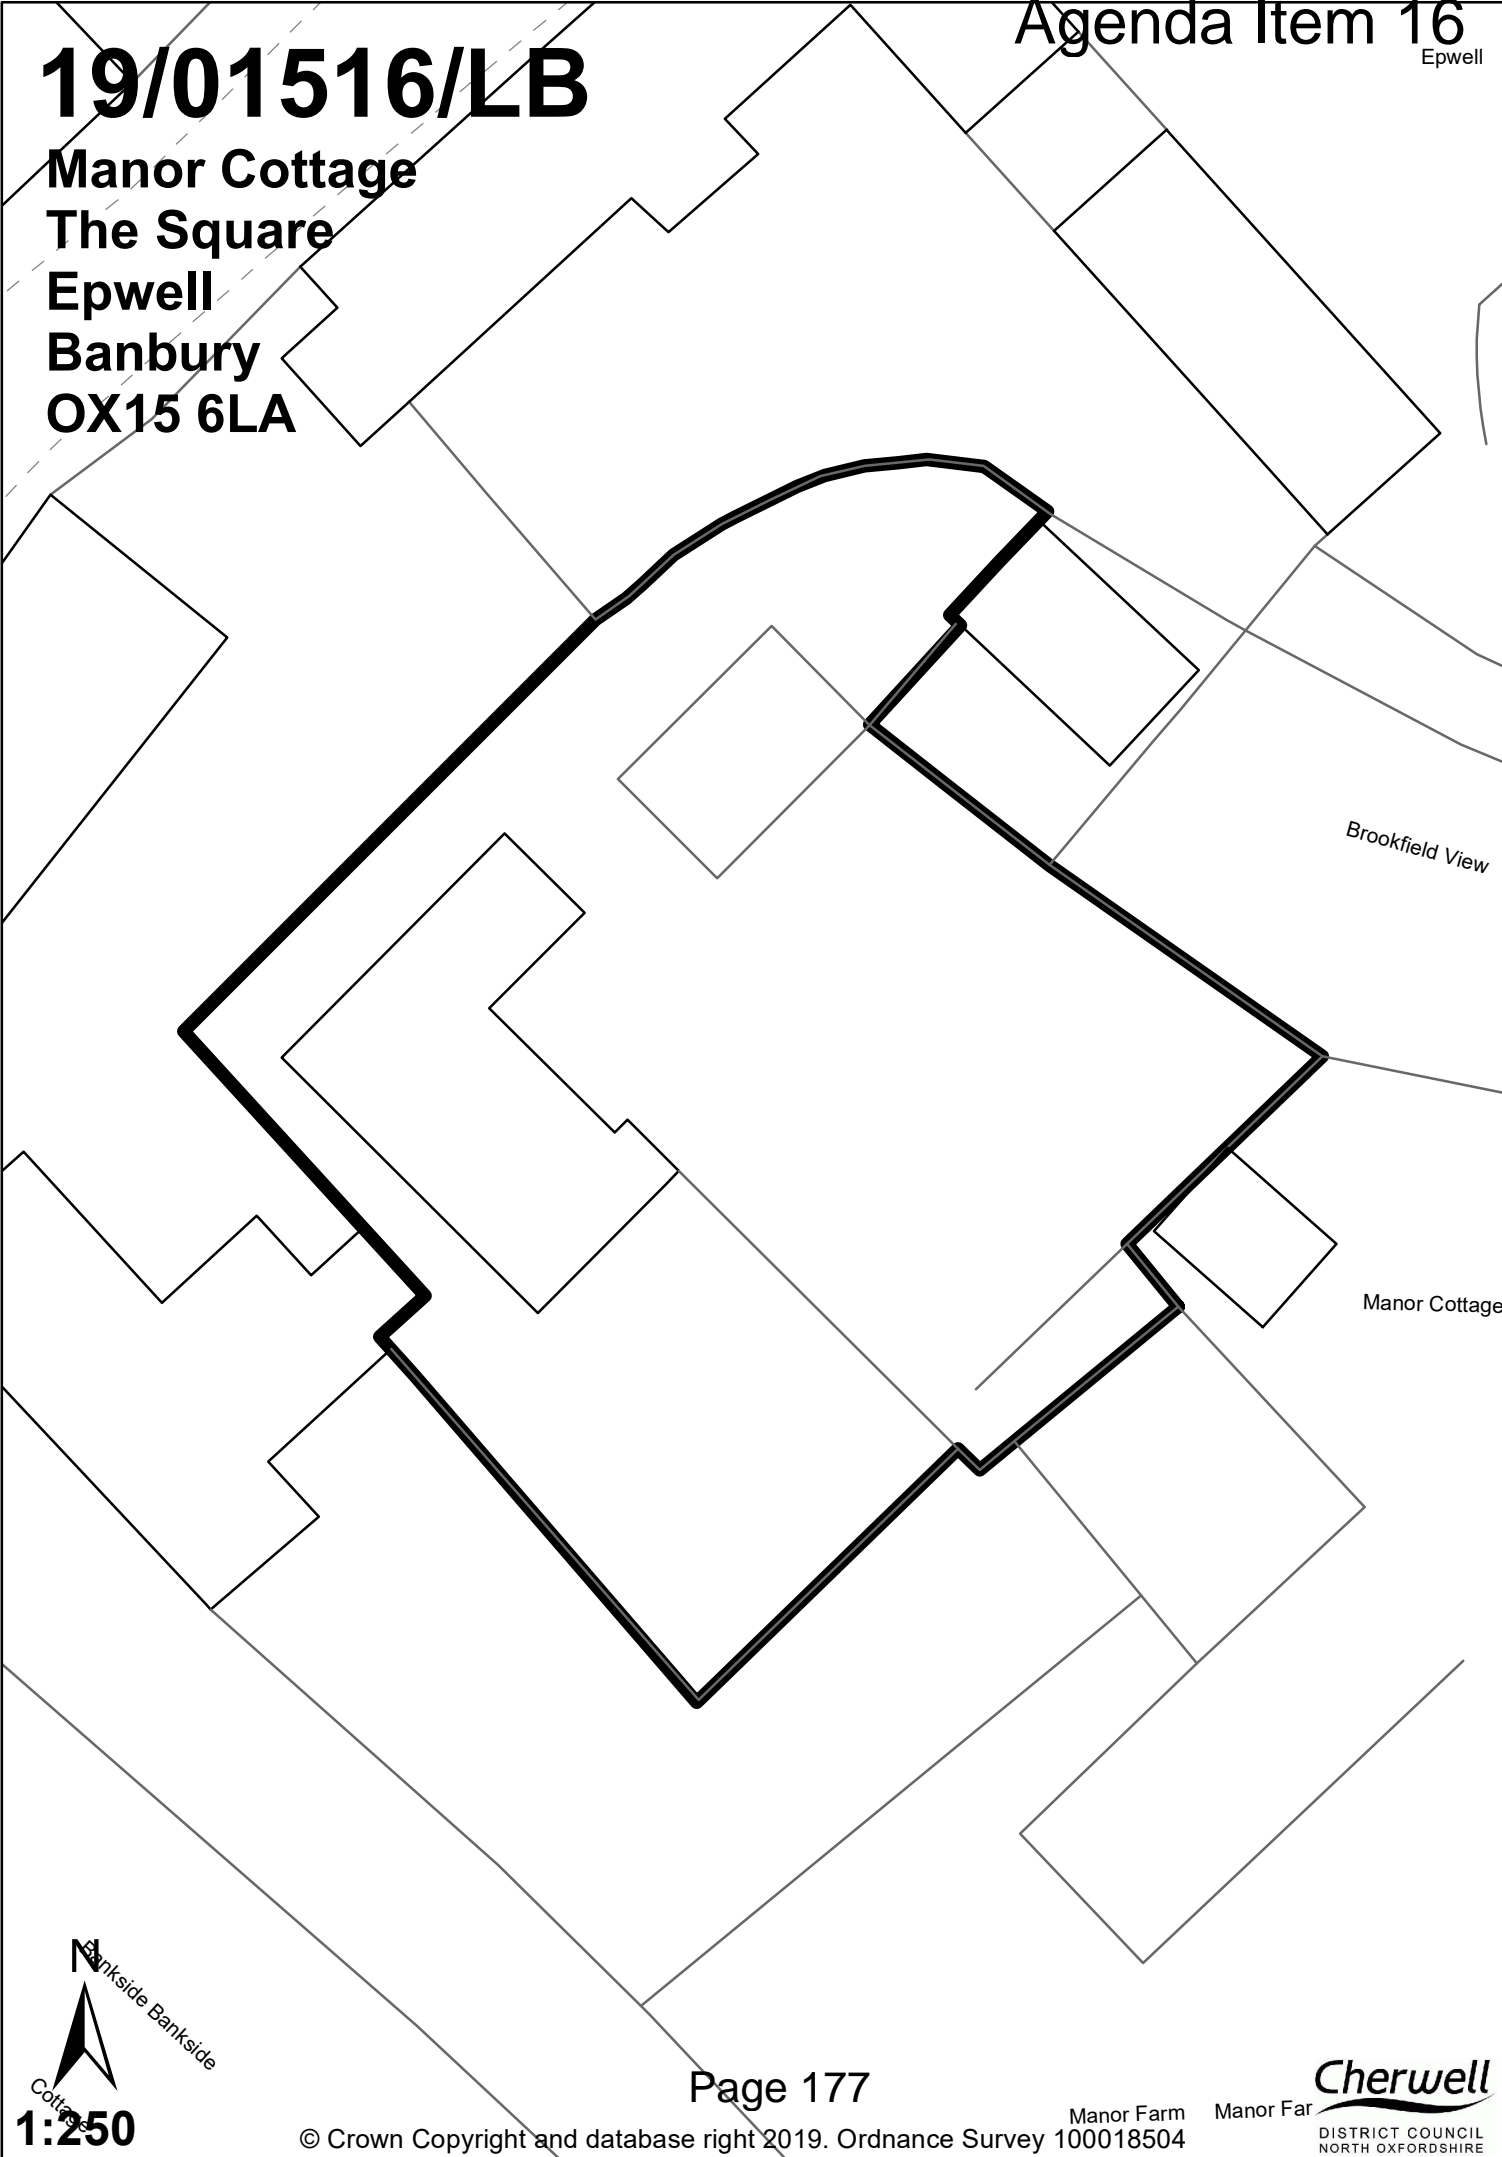 Agenda Item 16
Epwell
19/01516/LB
Manor Cottage
The Square
Epwell
Banbury
OX15 6LA
Brookfield View
Manor Cottage
N
Bankside Bankside
Cottage
1:250
Page 177
Manor Farm
Manor Far
© Crown Copyright and database right 2019. Ordnance Survey 100018504
Cherwell
DISTRICT COUNCIL
NORTH OXFORDSHIRE